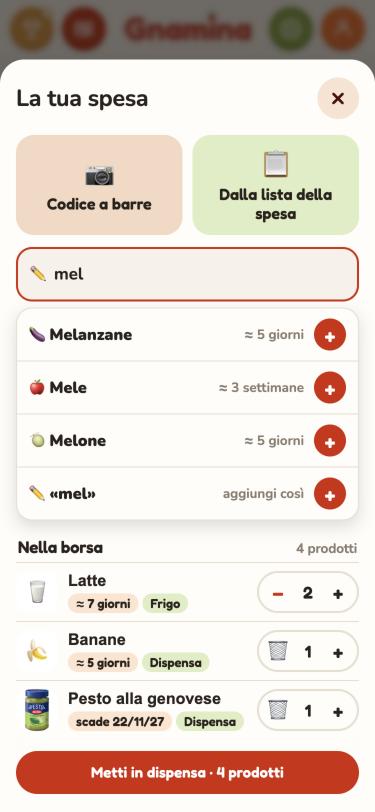 Gnamina
La tua spesa
Codice a barre
Dalla lista della
spesa
mel
Melanzane ≈ 5 giorni +
Mele ≈ 3 settimane +
Melone ≈ 5 giorni +
«mel» aggiungi così +
Nella borsa 4 prodotti
Latte
≈ 7 giorni Frigo − 2 +
Banane
≈ 5 giorni Dispensa 1 +
Pesto alla genovese
scade 22/11/27 Dispensa 1 +
Metti in dispensa · 4 prodotti